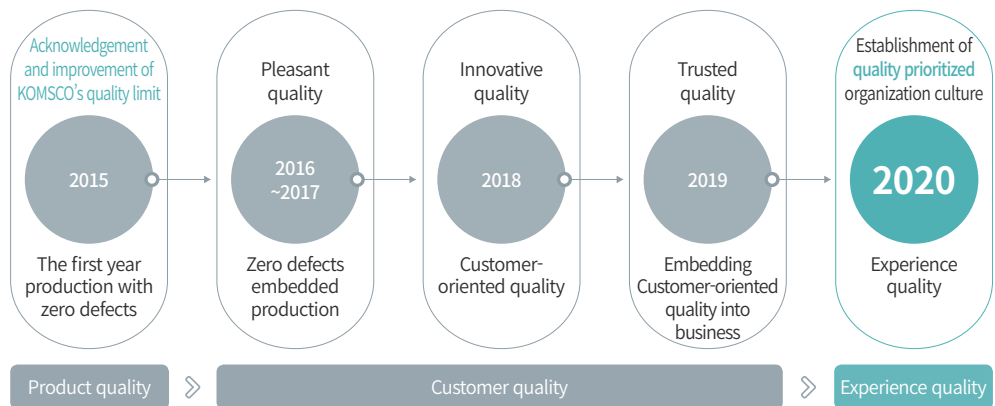 Acknowledgement
and improvement of
KOMSCO's quality limit
2015
The first year
production with
zero defects
Pleasant
quality
2016
~2017
Zero defects
embedded
production
Innovative
quality
2018
Customer-
oriented quality
Trusted
quality
2019
Embedding
Customer-oriented
quality into
business
Establishment of
quality prioritized
organization culture
2020
Experience
quality
Product quality
Customer quality
Experience quality